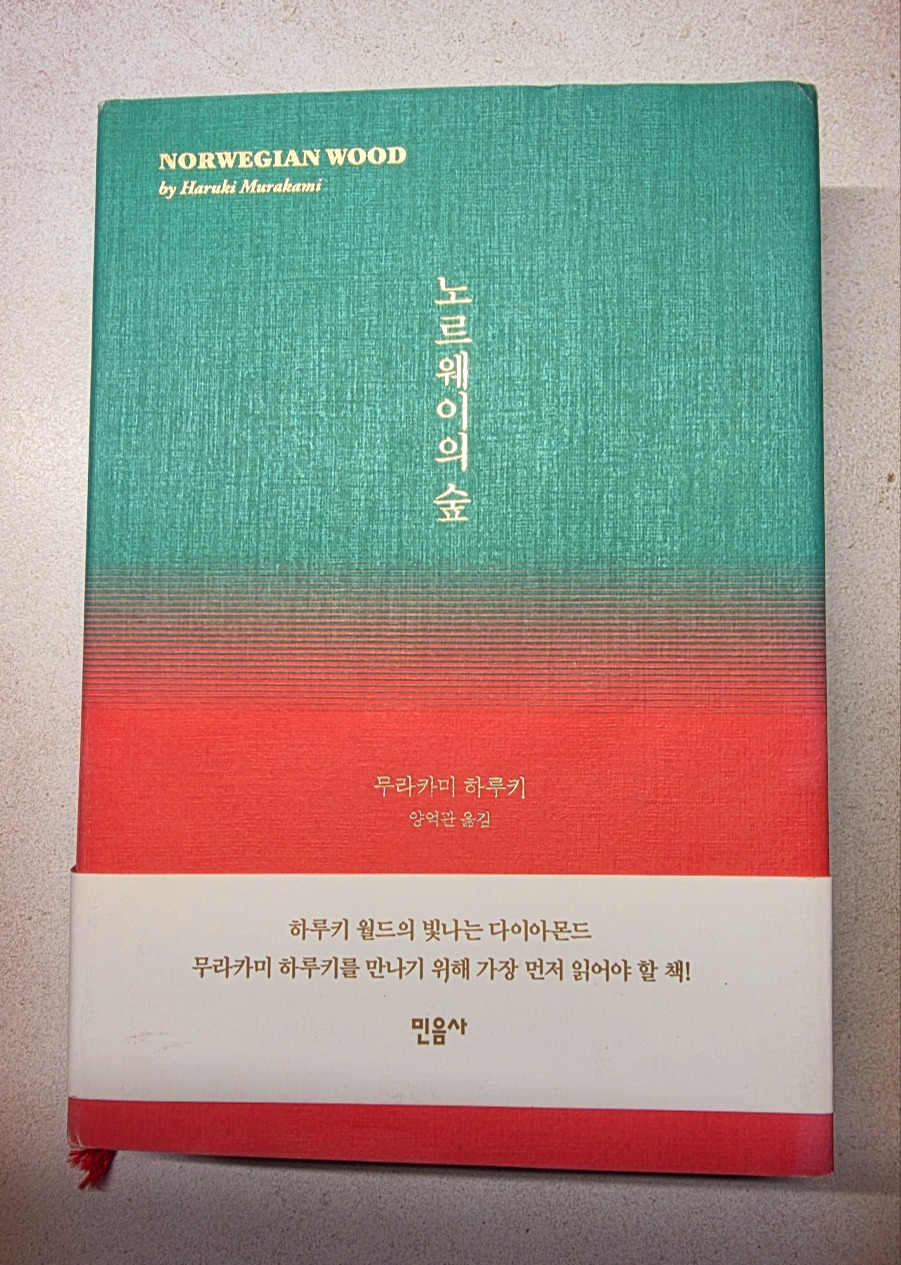 NORWEGIAN WOOD
by Haruki Murakami
노르웨이의 숲
무라카미 하루키
양억관 옮김
하루키 월드의 빛나는 다이아몬드
무라카미 하루키를 만나기 위해 가장 먼저 읽어야 할 책!
민음사